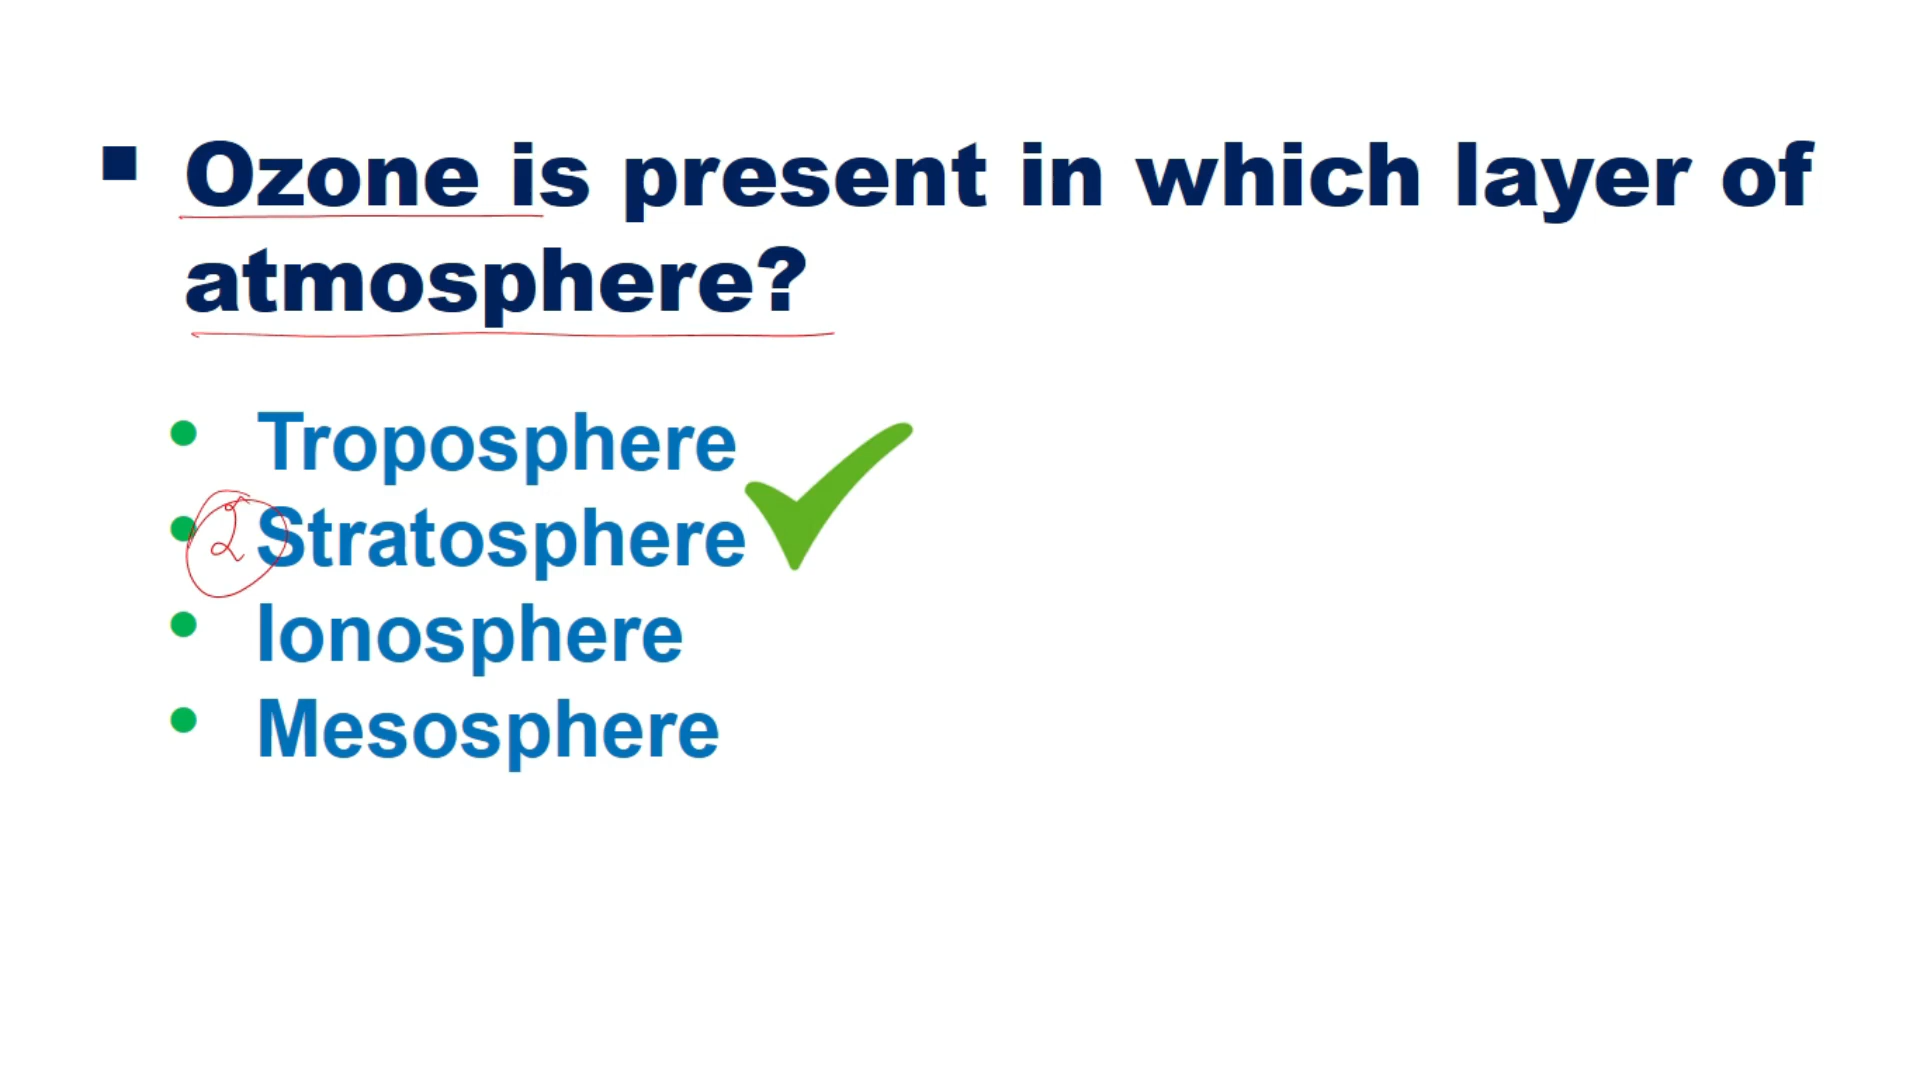 ▪ Ozone is present in which layer of
atmosphere?
• Troposphere
• 2 Stratosphere
• Ionosphere
• Mesosphere